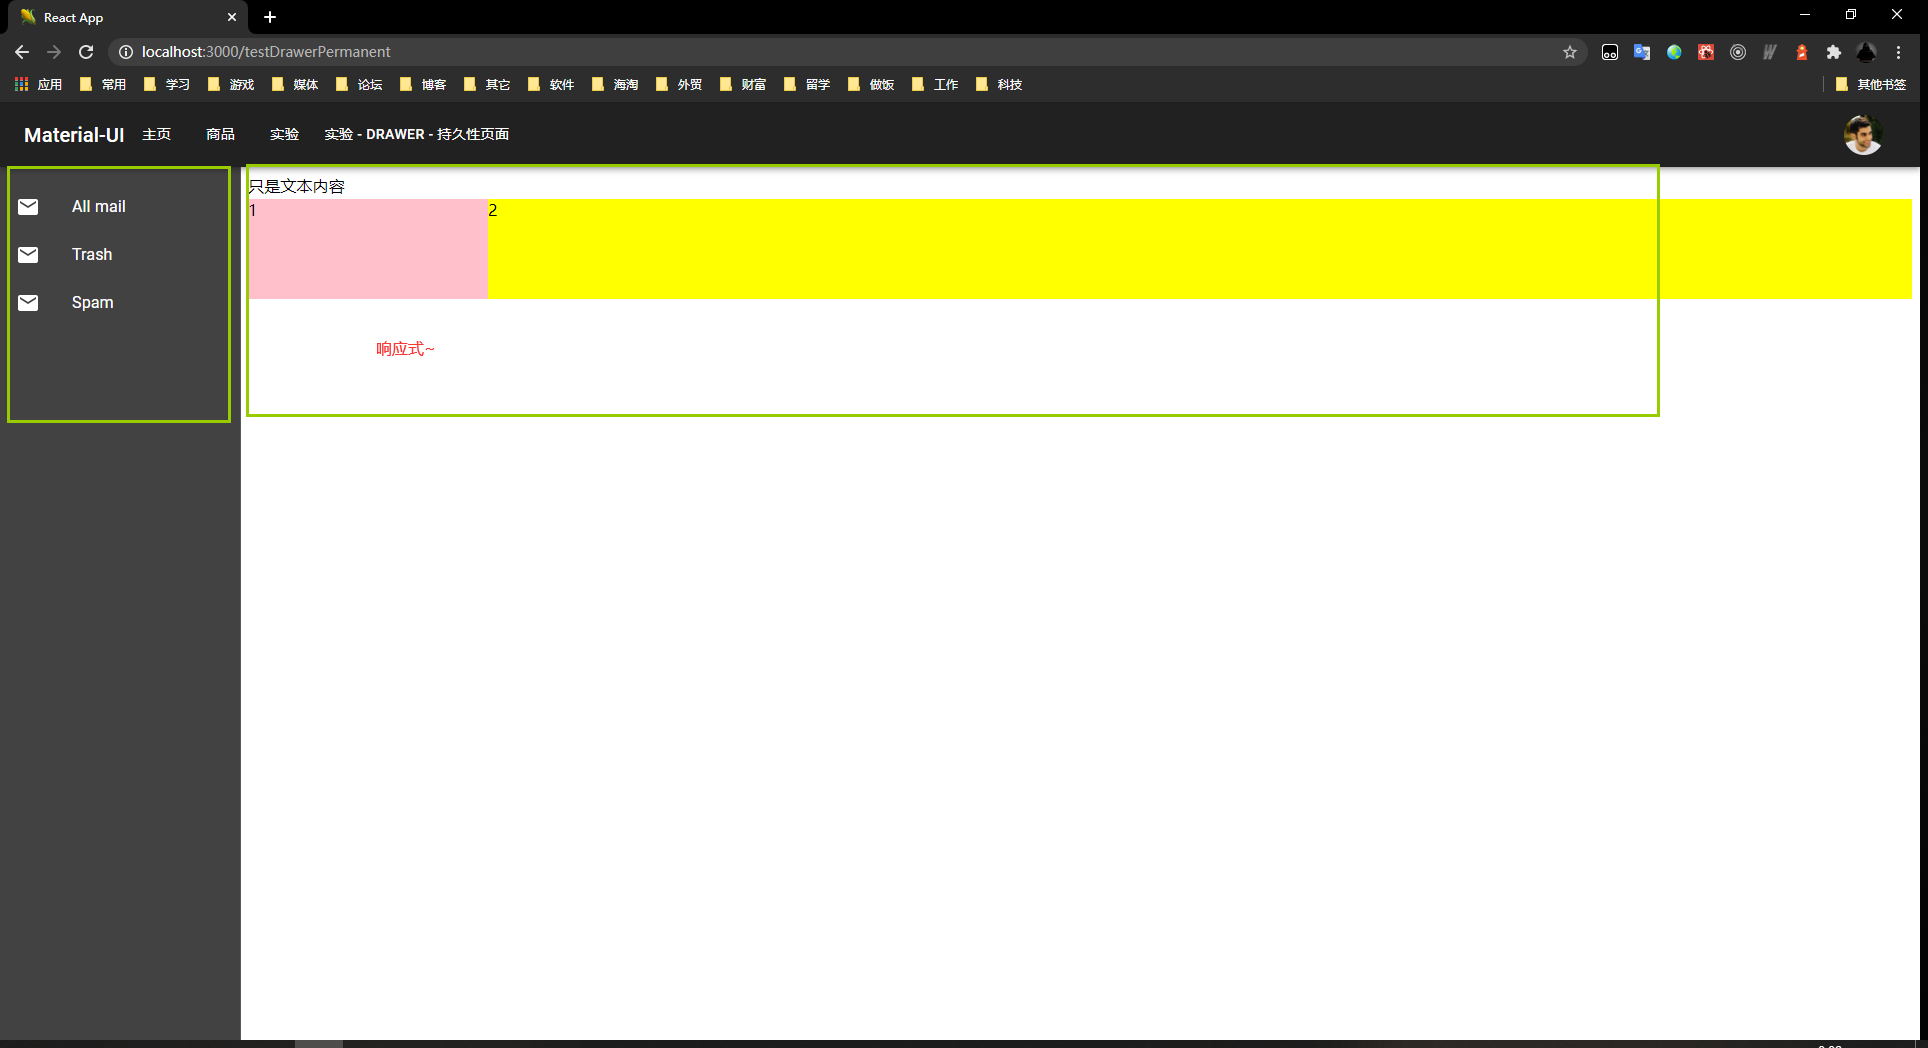 React App
localhost:3000/testDrawerPermanent
应用 常用 学习 游戏 媒体 论坛 博客 其它 软件 海淘 外贸 财富 留学 做饭 工作 科技 其他书签
Material-UI 主页 商品 实验 实验 - DRAWER - 持久性页面
All mail
Trash
Spam
只是文本内容
1 2
响应式~